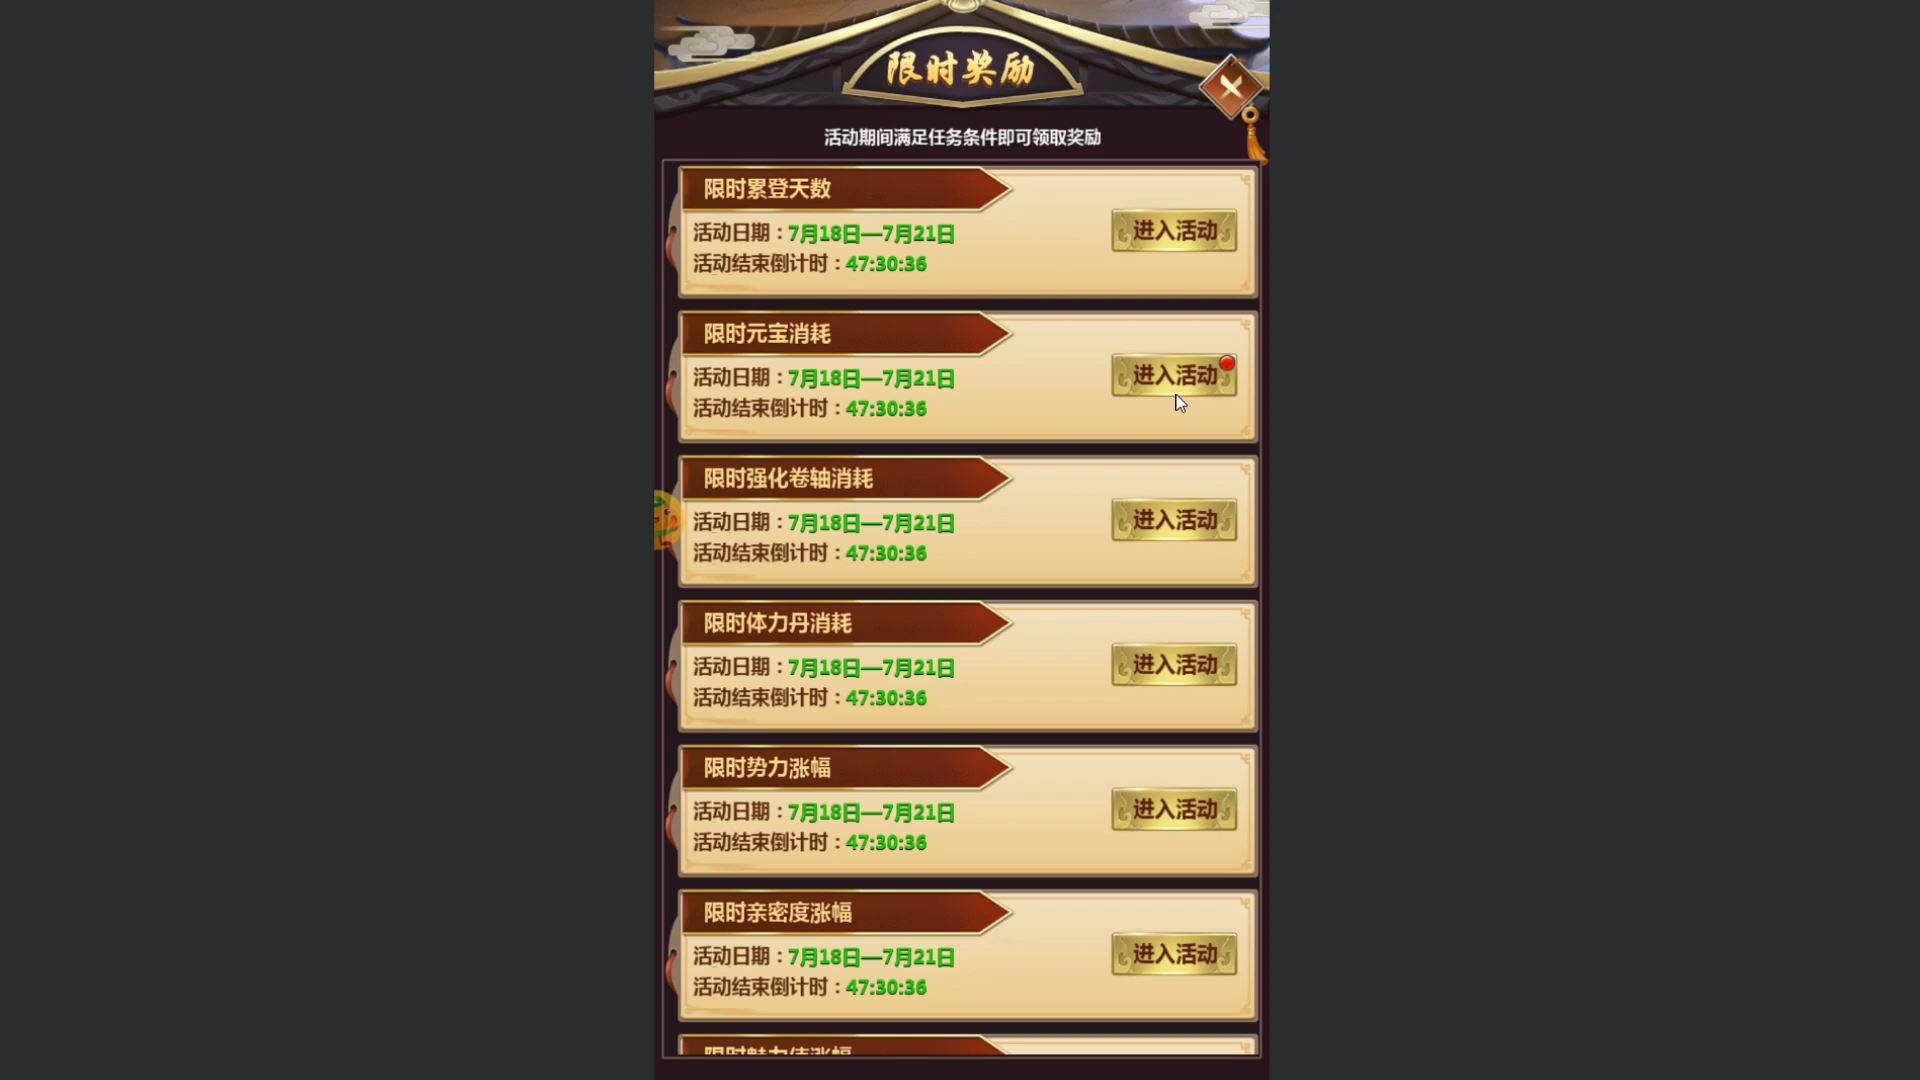 限时奖励
活动期间满足任务条件即可领取奖励
限时累登天数
活动日期：7月18日—7月21日
活动结束倒计时：47:30:36
进入活动
限时元宝消耗
活动日期：7月18日—7月21日
活动结束倒计时：47:30:36
进入活动
限时强化卷轴消耗
活动日期：7月18日—7月21日
活动结束倒计时：47:30:36
进入活动
限时体力丹消耗
活动日期：7月18日—7月21日
活动结束倒计时：47:30:36
进入活动
限时势力涨幅
活动日期：7月18日—7月21日
活动结束倒计时：47:30:36
进入活动
限时亲密度涨幅
活动日期：7月18日—7月21日
活动结束倒计时：47:30:36
进入活动
限时魅力值涨幅